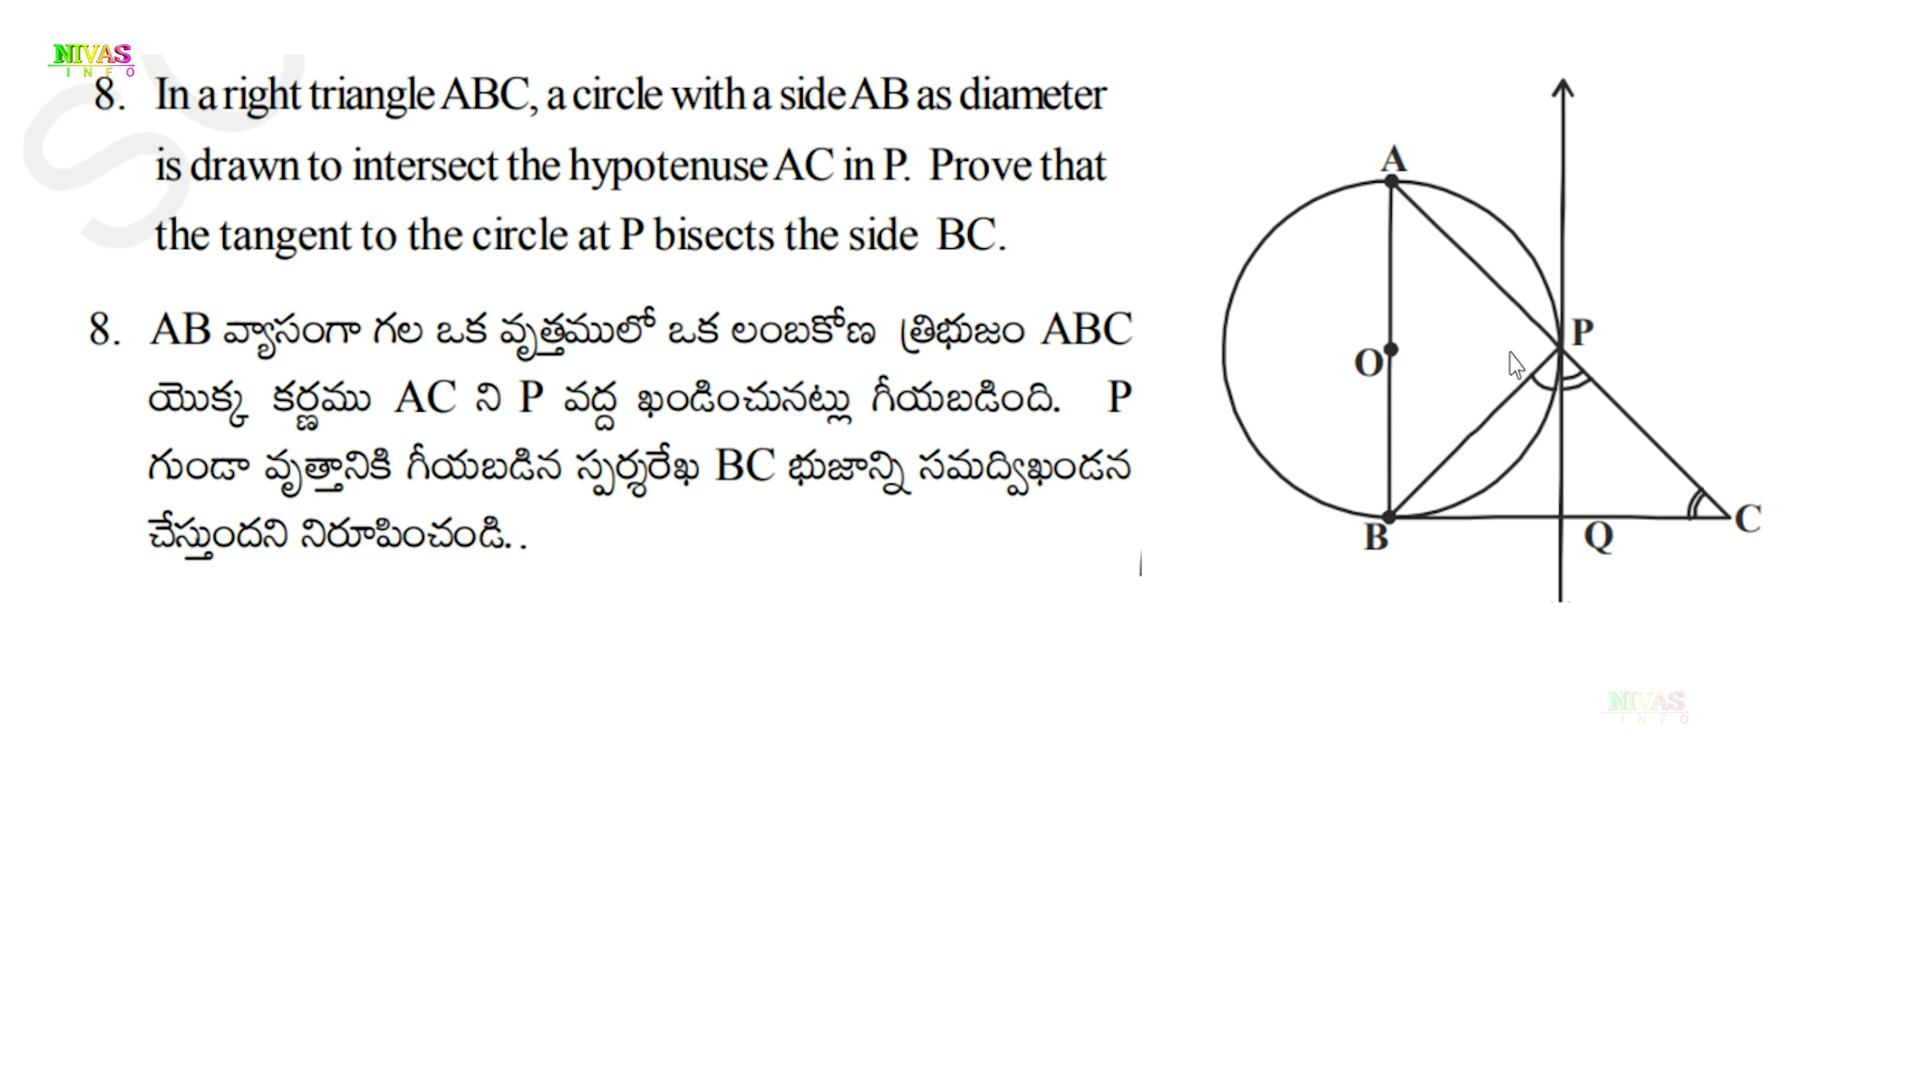 NIVAS
INFO
8. In a right triangle ABC, a circle with a side AB as diameter
is drawn to intersect the hypotenuse AC in P. Prove that
the tangent to the circle at P bisects the side BC.
8. AB వ్యాసంగా గల ఒక వృత్తములో ఒక లంబకోణ త్రిభుజం ABC
యొక్క కర్ణము AC ని P వద్ద ఖండించునట్లు గీయబడింది. P
గుండా వృత్తానికి గీయబడిన స్పర్శరేఖ BC భుజాన్ని సమద్విఖండన
చేస్తుందని నిరూపించండి. .
A
P
O
B
Q
C
NIVAS
INFO